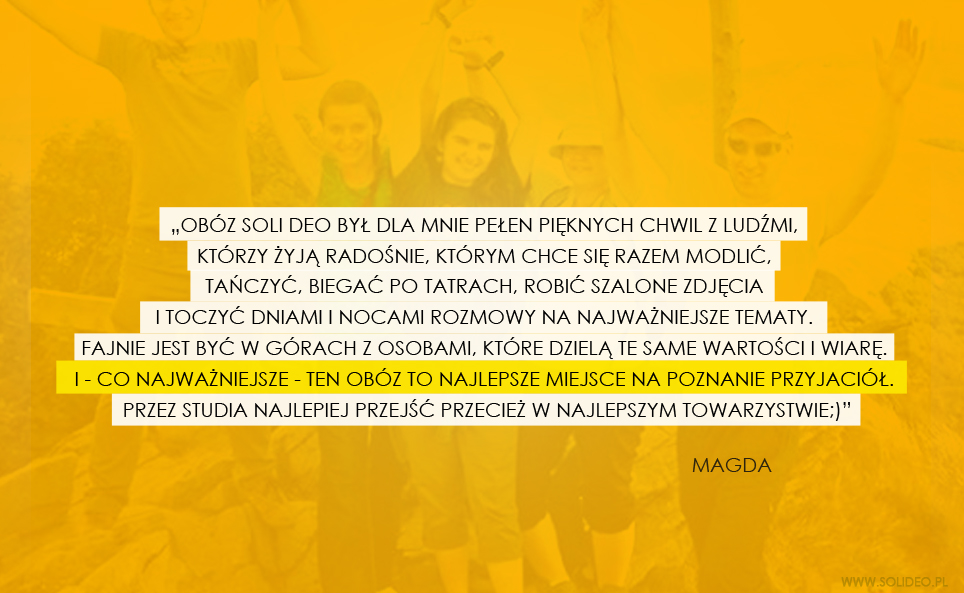 „OBÓZ SOLI DEO BYŁ DLA MNIE PEŁEN PIĘKNYCH CHWIL Z LUDŹMI,
KTÓRZY ŻYJĄ RADOŚNIE, KTÓRYM CHCE SIĘ RAZEM MODLIĆ,
TAŃCZYĆ, BIEGAĆ PO TATRACH, ROBIĆ SZALONE ZDJĘCIA
I TOCZYĆ DNIAMI I NOCAMI ROZMOWY NA NAJWAŻNIEJSZE TEMATY.
FAJNIE JEST BYĆ W GÓRACH Z OSOBAMI, KTÓRE DZIELĄ TE SAME WARTOŚCI I WIARĘ.
I - CO NAJWAŻNIEJSZE - TEN OBÓZ TO NAJLEPSZE MIEJSCE NA POZNANIE PRZYJACIÓŁ.
PRZEZ STUDIA NAJLEPIEJ PRZEJŚĆ PRZECIEŻ W NAJLEPSZYM TOWARZYSTWIE;)”
MAGDA
WWW.SOLIDEO.PL